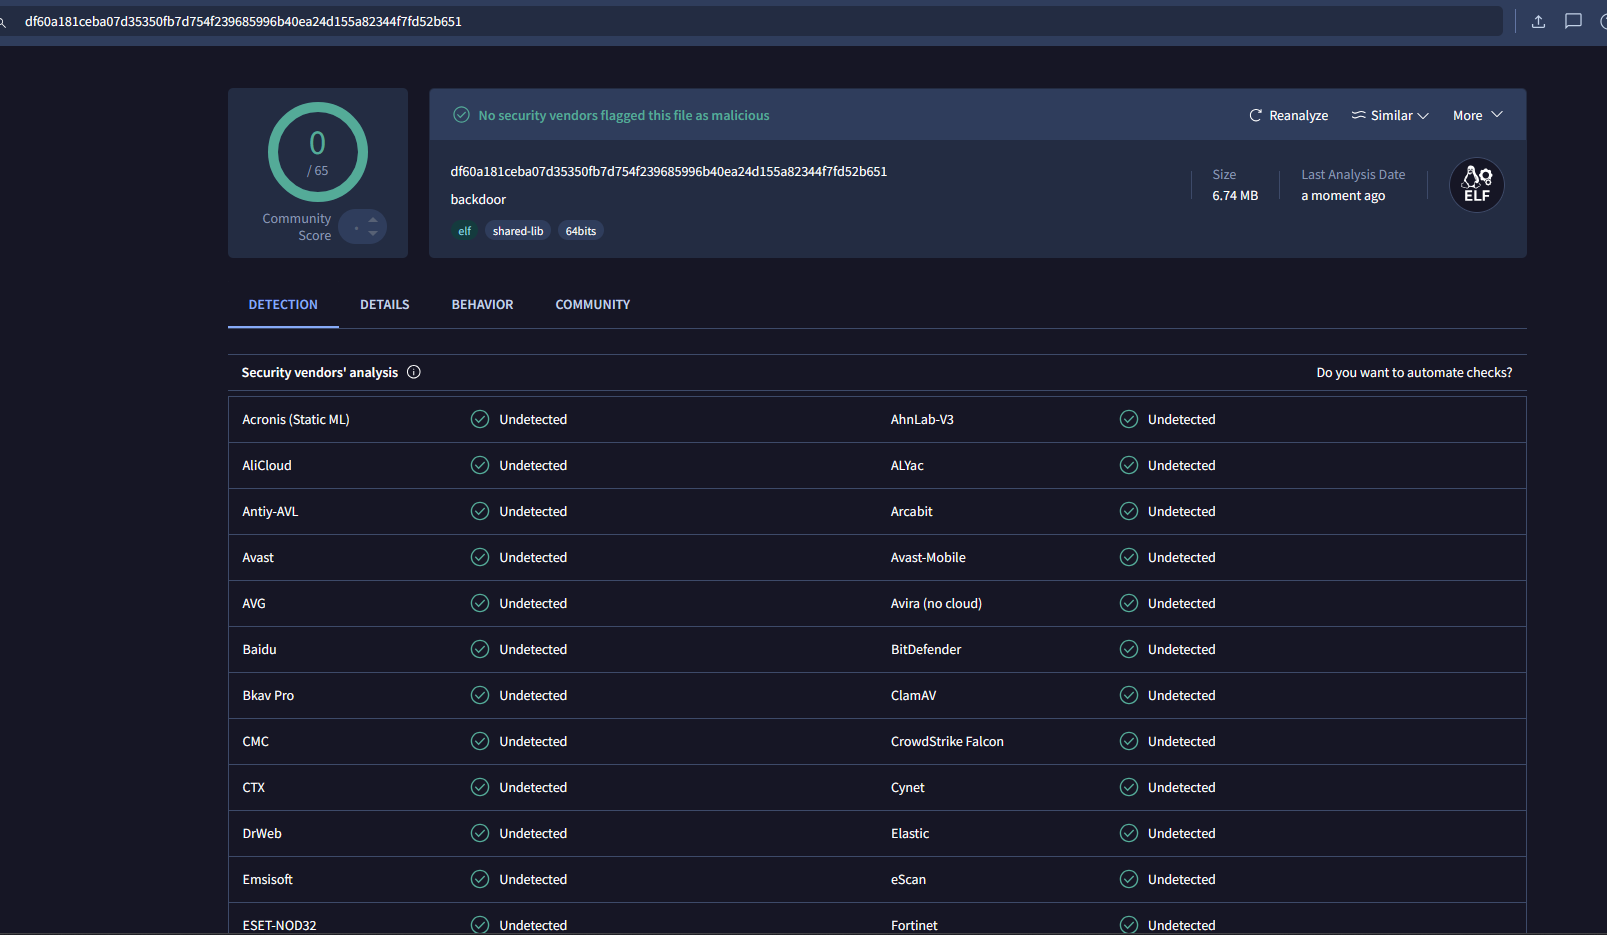 df60a181ceba07d35350fb7d754f239685996b40ea24d155a82344f7fd52b651
0
/ 65
Community
Score
No security vendors flagged this file as malicious
Reanalyze
Similar
More
df60a181ceba07d35350fb7d754f239685996b40ea24d155a82344f7fd52b651
backdoor
elf
shared-lib
64bits
Size
6.74 MB
Last Analysis Date
a moment ago
ELF
DETECTION
DETAILS
BEHAVIOR
COMMUNITY
Security vendors' analysis
Do you want to automate checks?
Acronis (Static ML) Undetected AhnLab-V3 Undetected
AliCloud Undetected ALYac Undetected
Antiy-AVL Undetected Arcabit Undetected
Avast Undetected Avast-Mobile Undetected
AVG Undetected Avira (no cloud) Undetected
Baidu Undetected BitDefender Undetected
Bkav Pro Undetected ClamAV Undetected
CMC Undetected CrowdStrike Falcon Undetected
CTX Undetected Cynet Undetected
DrWeb Undetected Elastic Undetected
Emsisoft Undetected eScan Undetected
ESET-NOD32 Undetected Fortinet Undetected